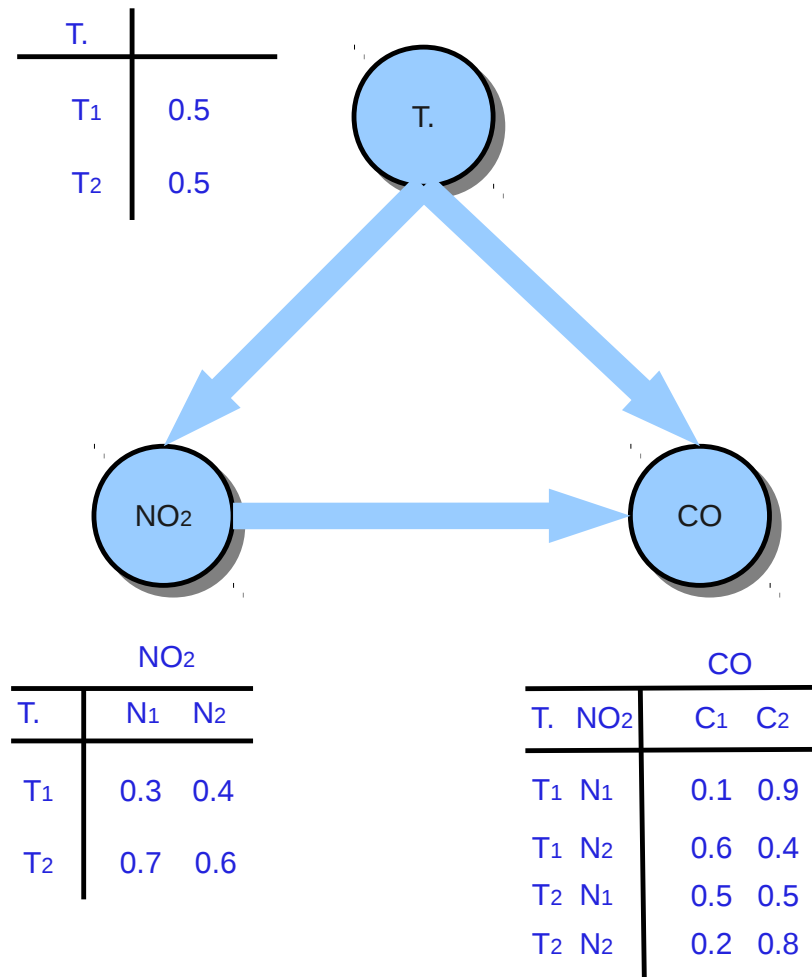 T.
T1 0.5
T2 0.5
T.
NO2
CO
NO2
T. N1 N2
T1 0.3 0.4
T2 0.7 0.6
CO
T. NO2 C1 C2
T1 N1 0.1 0.9
T1 N2 0.6 0.4
T2 N1 0.5 0.5
T2 N2 0.2 0.8